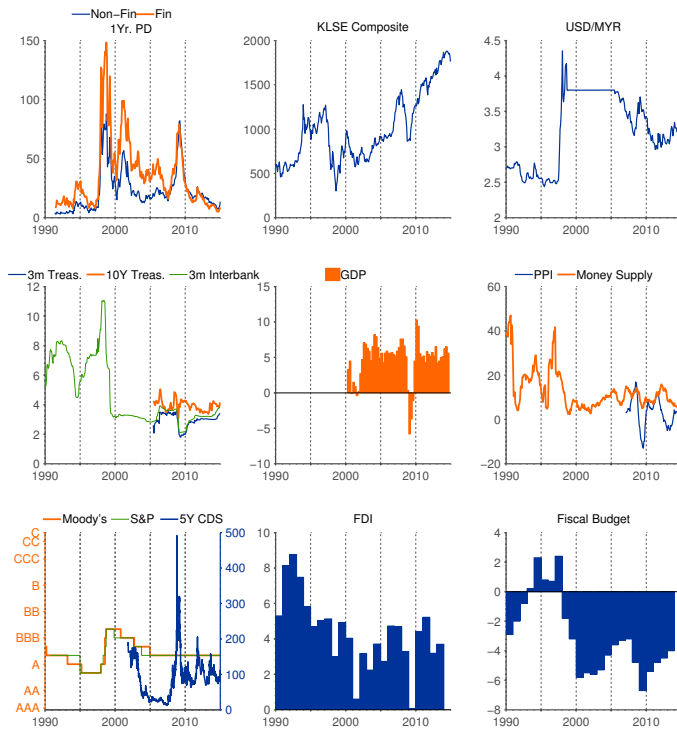 Non−Fin Fin
1Yr. PD
150
100
50
0
1990 2000 2010
KLSE Composite
2000
1500
1000
500
0
1990 2000 2010
USD/MYR
4.5
4
3.5
3
2.5
2
1990 2000 2010
3m Treas. 10Y Treas. 3m Interbank
12
10
8
6
4
2
0
1990 2000 2010
GDP
15
10
5
0
−5
−10
1990 2000 2010
PPI Money Supply
60
40
20
0
−20
1990 2000 2010
Moody's S&P 5Y CDS
C
CC
CCC
B
BB
BBB
A
AA
AAA
500
400
300
200
100
0
1990 2000 2010
FDI
10
8
6
4
2
0
1990 2000 2010
Fiscal Budget
4
2
0
−2
−4
−6
−8
1990 2000 2010